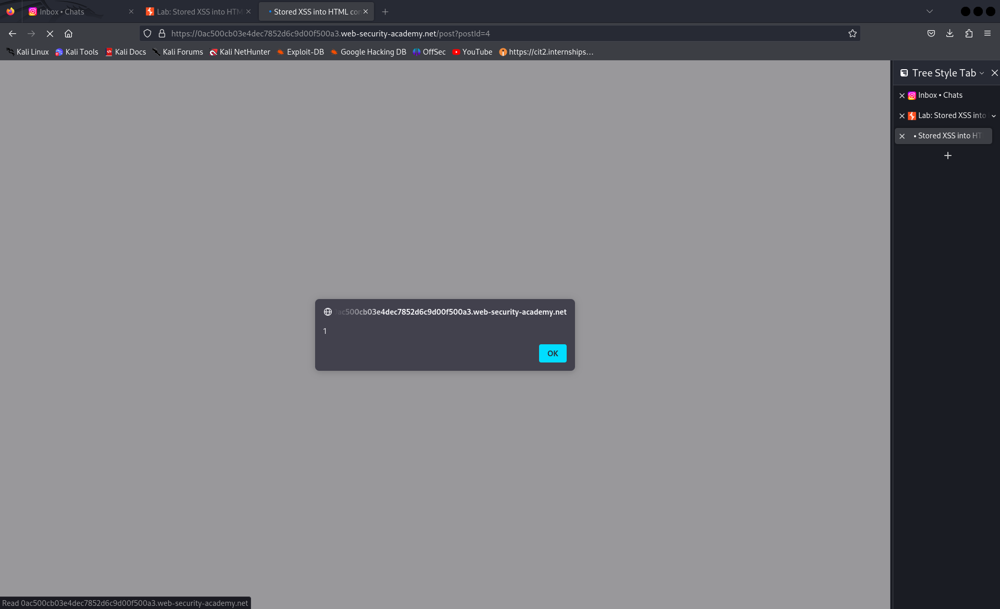 Inbox • Chats
Lab: Stored XSS into HTM
Stored XSS into HTML con
https://0ac500cb03e4dec7852d6c9d00f500a3.web-security-academy.net/post?postId=4
Kali Linux Kali Tools Kali Docs Kali Forums Kali NetHunter Exploit-DB Google Hacking DB OffSec YouTube https://cit2.internships…
Tree Style Tab
Inbox • Chats
Lab: Stored XSS into
• Stored XSS into HT
0ac500cb03e4dec7852d6c9d00f500a3.web-security-academy.net
1
OK
Read 0ac500cb03e4dec7852d6c9d00f500a3.web-security-academy.net